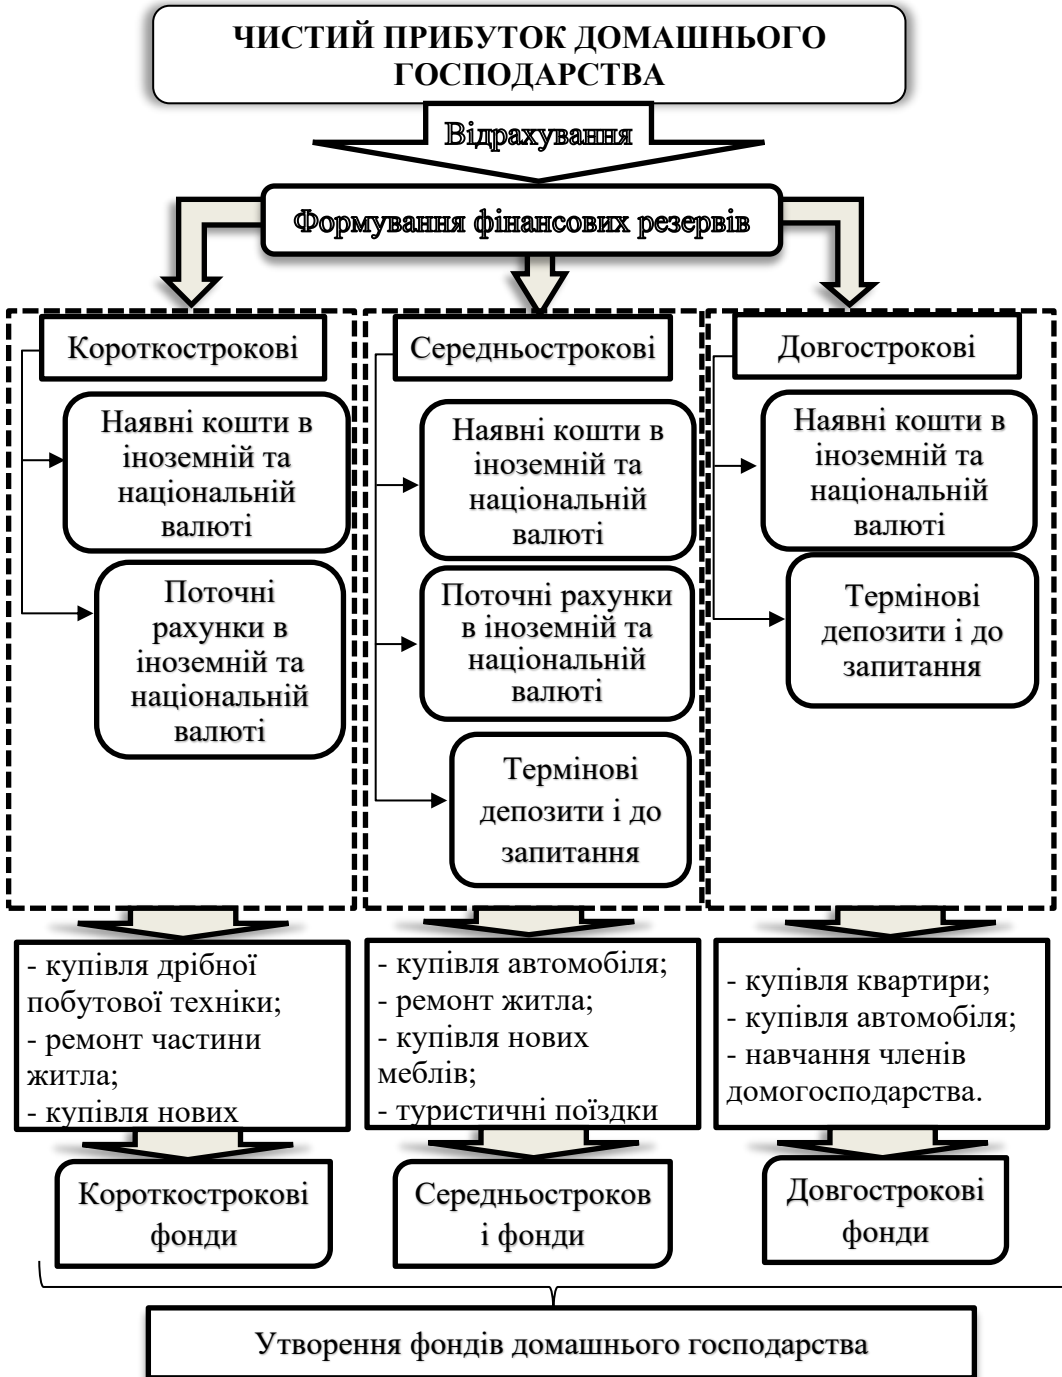 ЧИСТИЙ ПРИБУТОК ДОМАШНЬОГО
ГОСПОДАРСТВА
Відрахування
Формування фінансових резервів
Короткострокові
Наявні кошти в
іноземній та
національній
валюті
Поточні
рахунки в
іноземній та
національній
валюті
Середньострокові
Наявні кошти в
іноземній та
національній
валюті
Поточні рахунки
в іноземній та
національній
валюті
Термінові
депозити і до
запитання
Довгострокові
Наявні кошти в
іноземній та
національній
валюті
Термінові
депозити і до
запитання
- купівля дрібної
побутової техніки;
- ремонт частини
житла;
- купівля нових
- купівля автомобіля;
- ремонт житла;
- купівля нових
меблів;
- туристичні поїздки
- купівля квартири;
- купівля автомобіля;
- навчання членів
домогосподарства.
Короткострокові
фонди
Середньостроков
і фонди
Довгострокові
фонди
Утворення фондів домашнього господарства